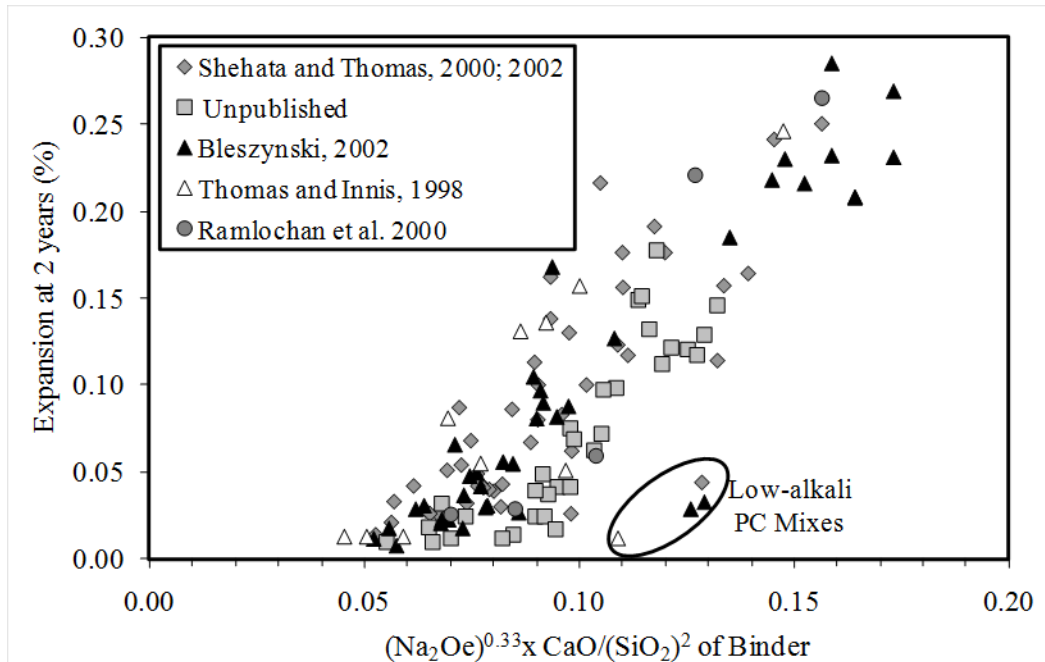 0.30
0.25
0.20
0.15
0.10
0.05
0.00
Expansion at 2 years (%)
Shehata and Thomas, 2000; 2002
Unpublished
Bleszynski, 2002
Thomas and Innis, 1998
Ramlochan et al. 2000
Low-alkali
PC Mixes
0.00 0.05 0.10 0.15 0.20
(Na₂Oe)⁰·³³x CaO/(SiO₂)² of Binder